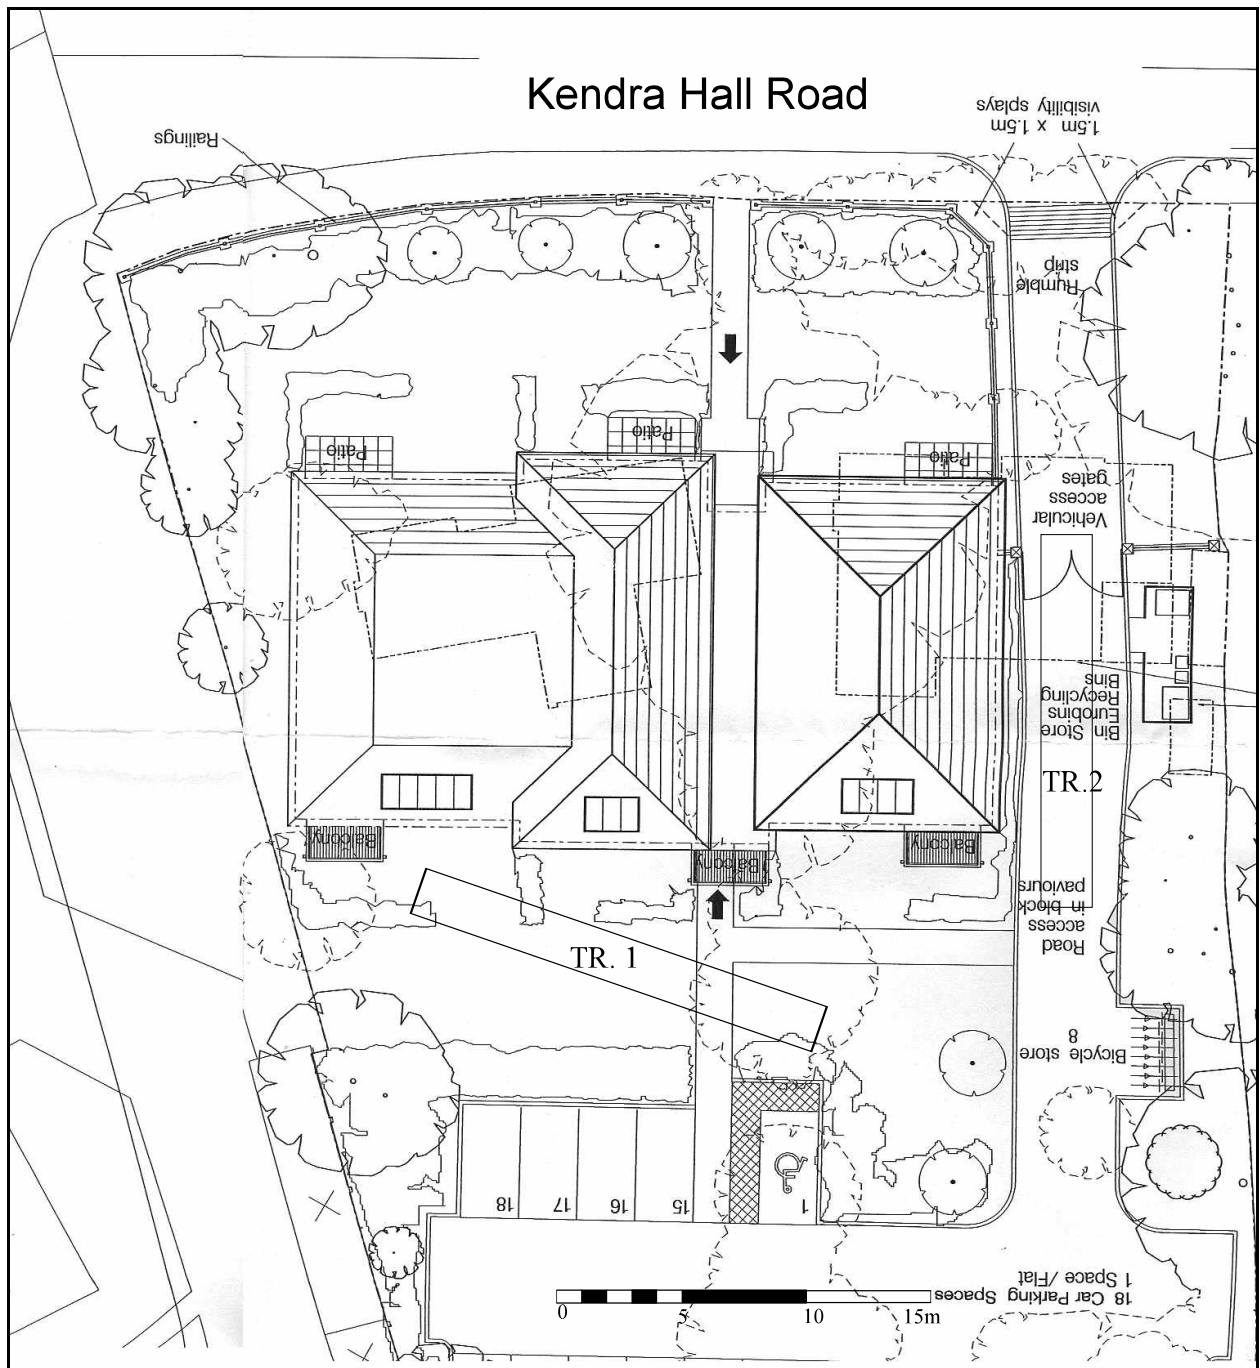 Kendra Hall Road
1.5m x 1.5m
visibility splays
Railings
Rumble
strip
Patio
Patio
Patio
Vehicular
access
gates
Bin Store
Eurobins
Recycling
Bins
TR.2
Balcony
Balcony
Balcony
Road
access
in block
paviours
TR. 1
Bicycle store
8
18
17
16
15
1
18 Car Parking Spaces
1 Space / Flat
0
5
10
15m